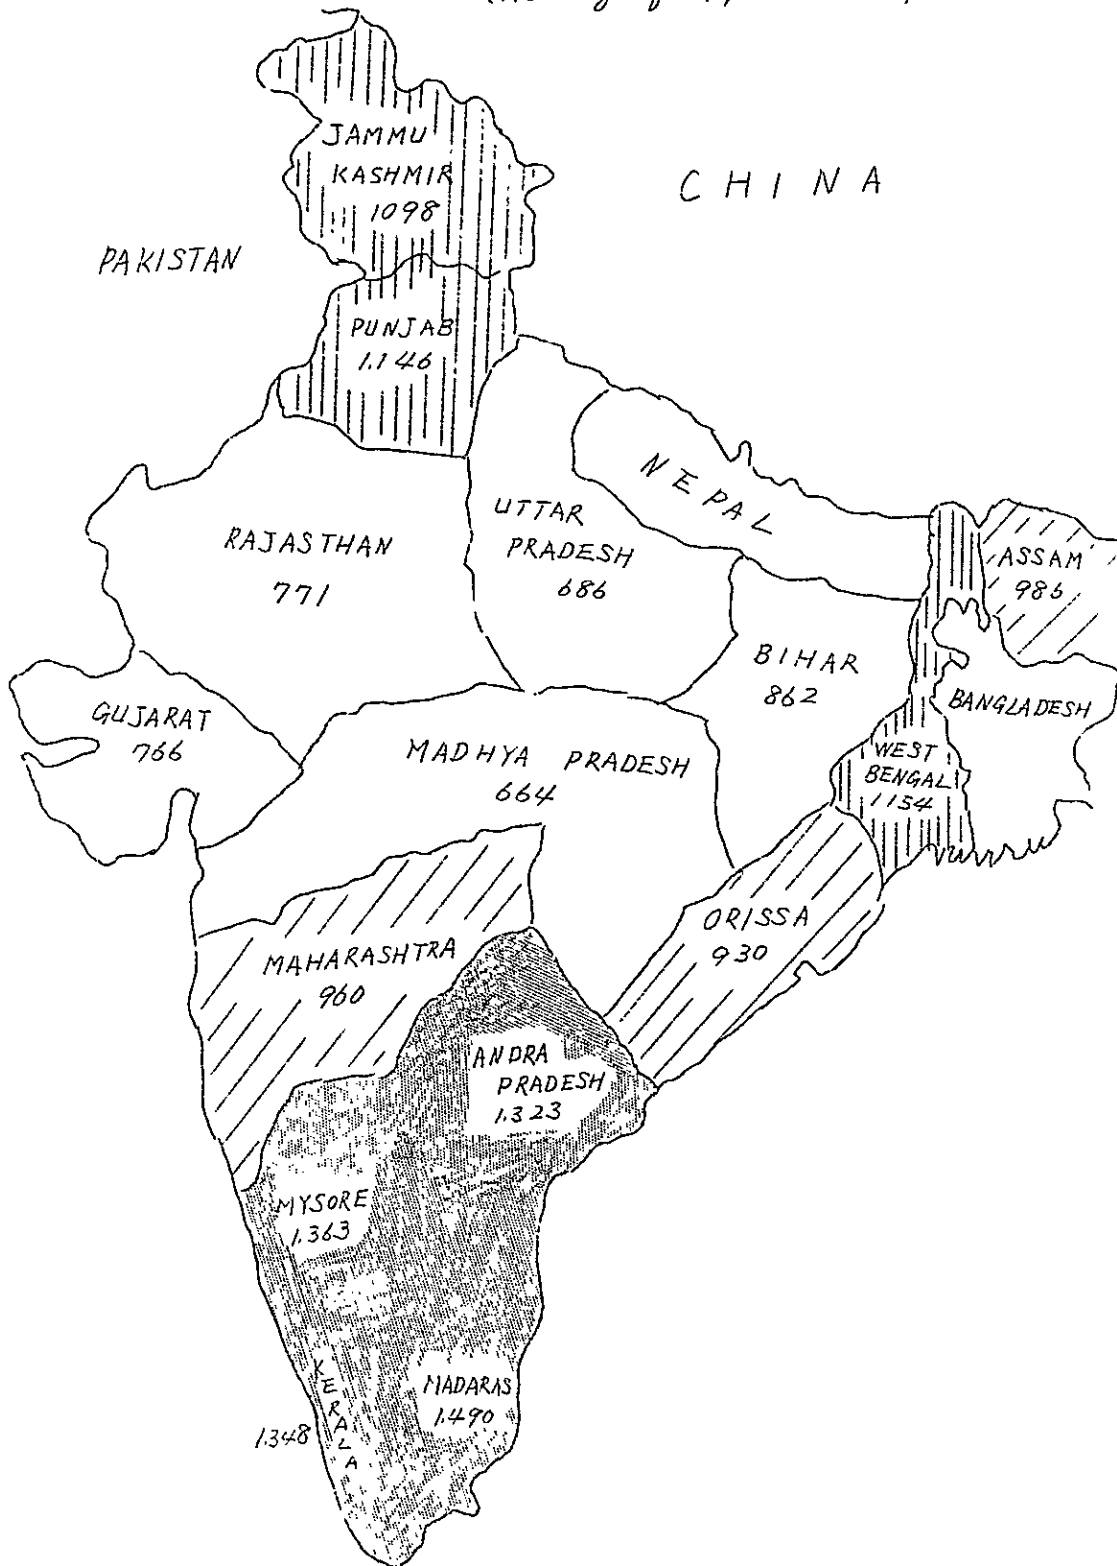 CHINA
JAMMU
KASHMIR
1098
PAKISTAN
PUNJAB
1.146
NEPAL
RAJASTHAN
771
UTTAR
PRADESH
686
ASSAM
986
BIHAR
862
BANGLADESH
GUJARAT
766
MADHYA PRADESH
664
WEST
BENGAL
1154
ORISSA
930
MAHARASHTRA
960
ANDRA
PRADESH
1.323
MYSORE
1.363
KERALA
1.348
MADARAS
1.490